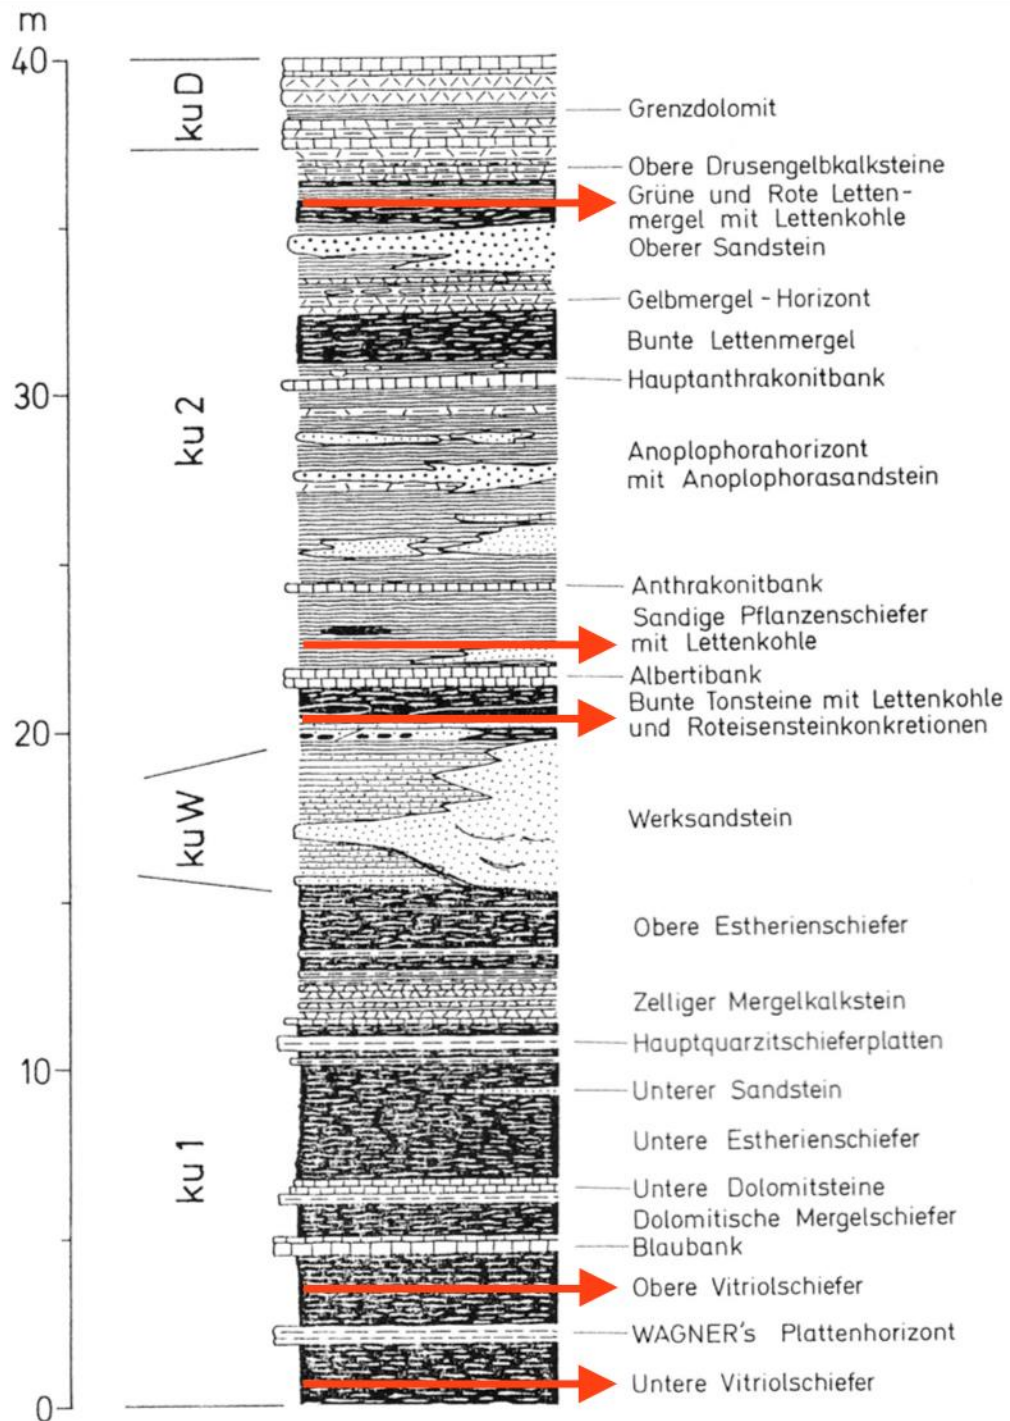 m
40
30
20
10
0
ku D
ku 2
ku W
ku 1
Grenzdolomit
Obere Drusengelbkalksteine
Grüne und Rote Letten-
mergel mit Lettenkohle
Oberer Sandstein
Gelbmergel - Horizont
Bunte Lettenmergel
Hauptanthrakonitbank
Anoplophorahorizont
mit Anoplophorasandstein
Anthrakonitbank
Sandige Pflanzenschiefer
mit Lettenkohle
Albertibank
Bunte Tonsteine mit Lettenkohle
und Roteisensteinkonkretionen
Werksandstein
Obere Estherienschiefer
Zelliger Mergelkalkstein
Hauptquarzitschieferplatten
Unterer Sandstein
Untere Estherienschiefer
Untere Dolomitsteine
Dolomitische Mergelschiefer
Blaubank
Obere Vitriolschiefer
WAGNER's Plattenhorizont
Untere Vitriolschiefer